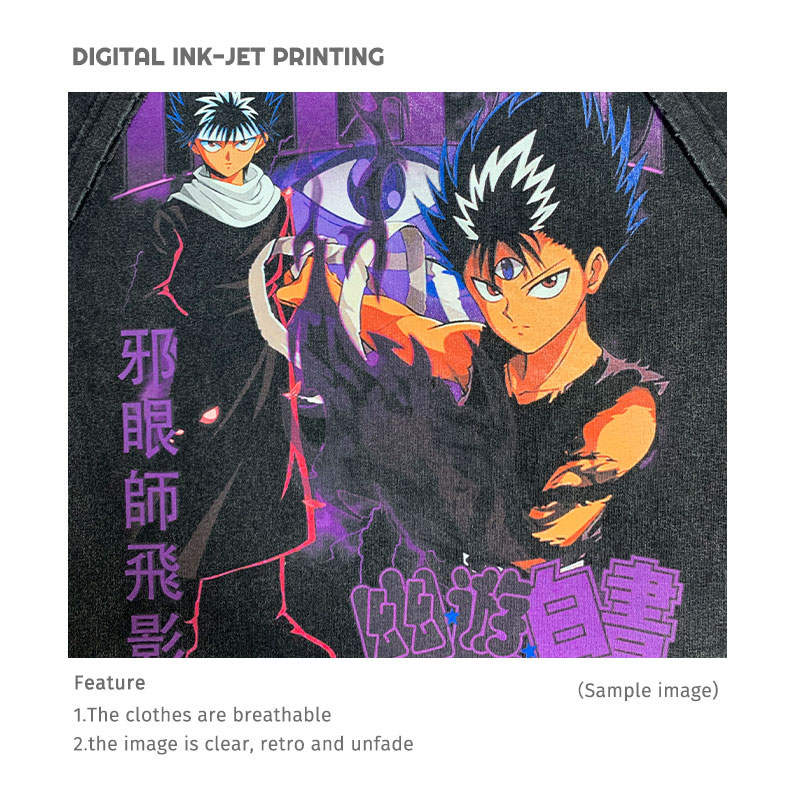 DIGITAL INK-JET PRINTING
邪眼師飛影
幽遊白書
Feature
(Sample image)
1.The clothes are breathable
2.the image is clear, retro and unfade